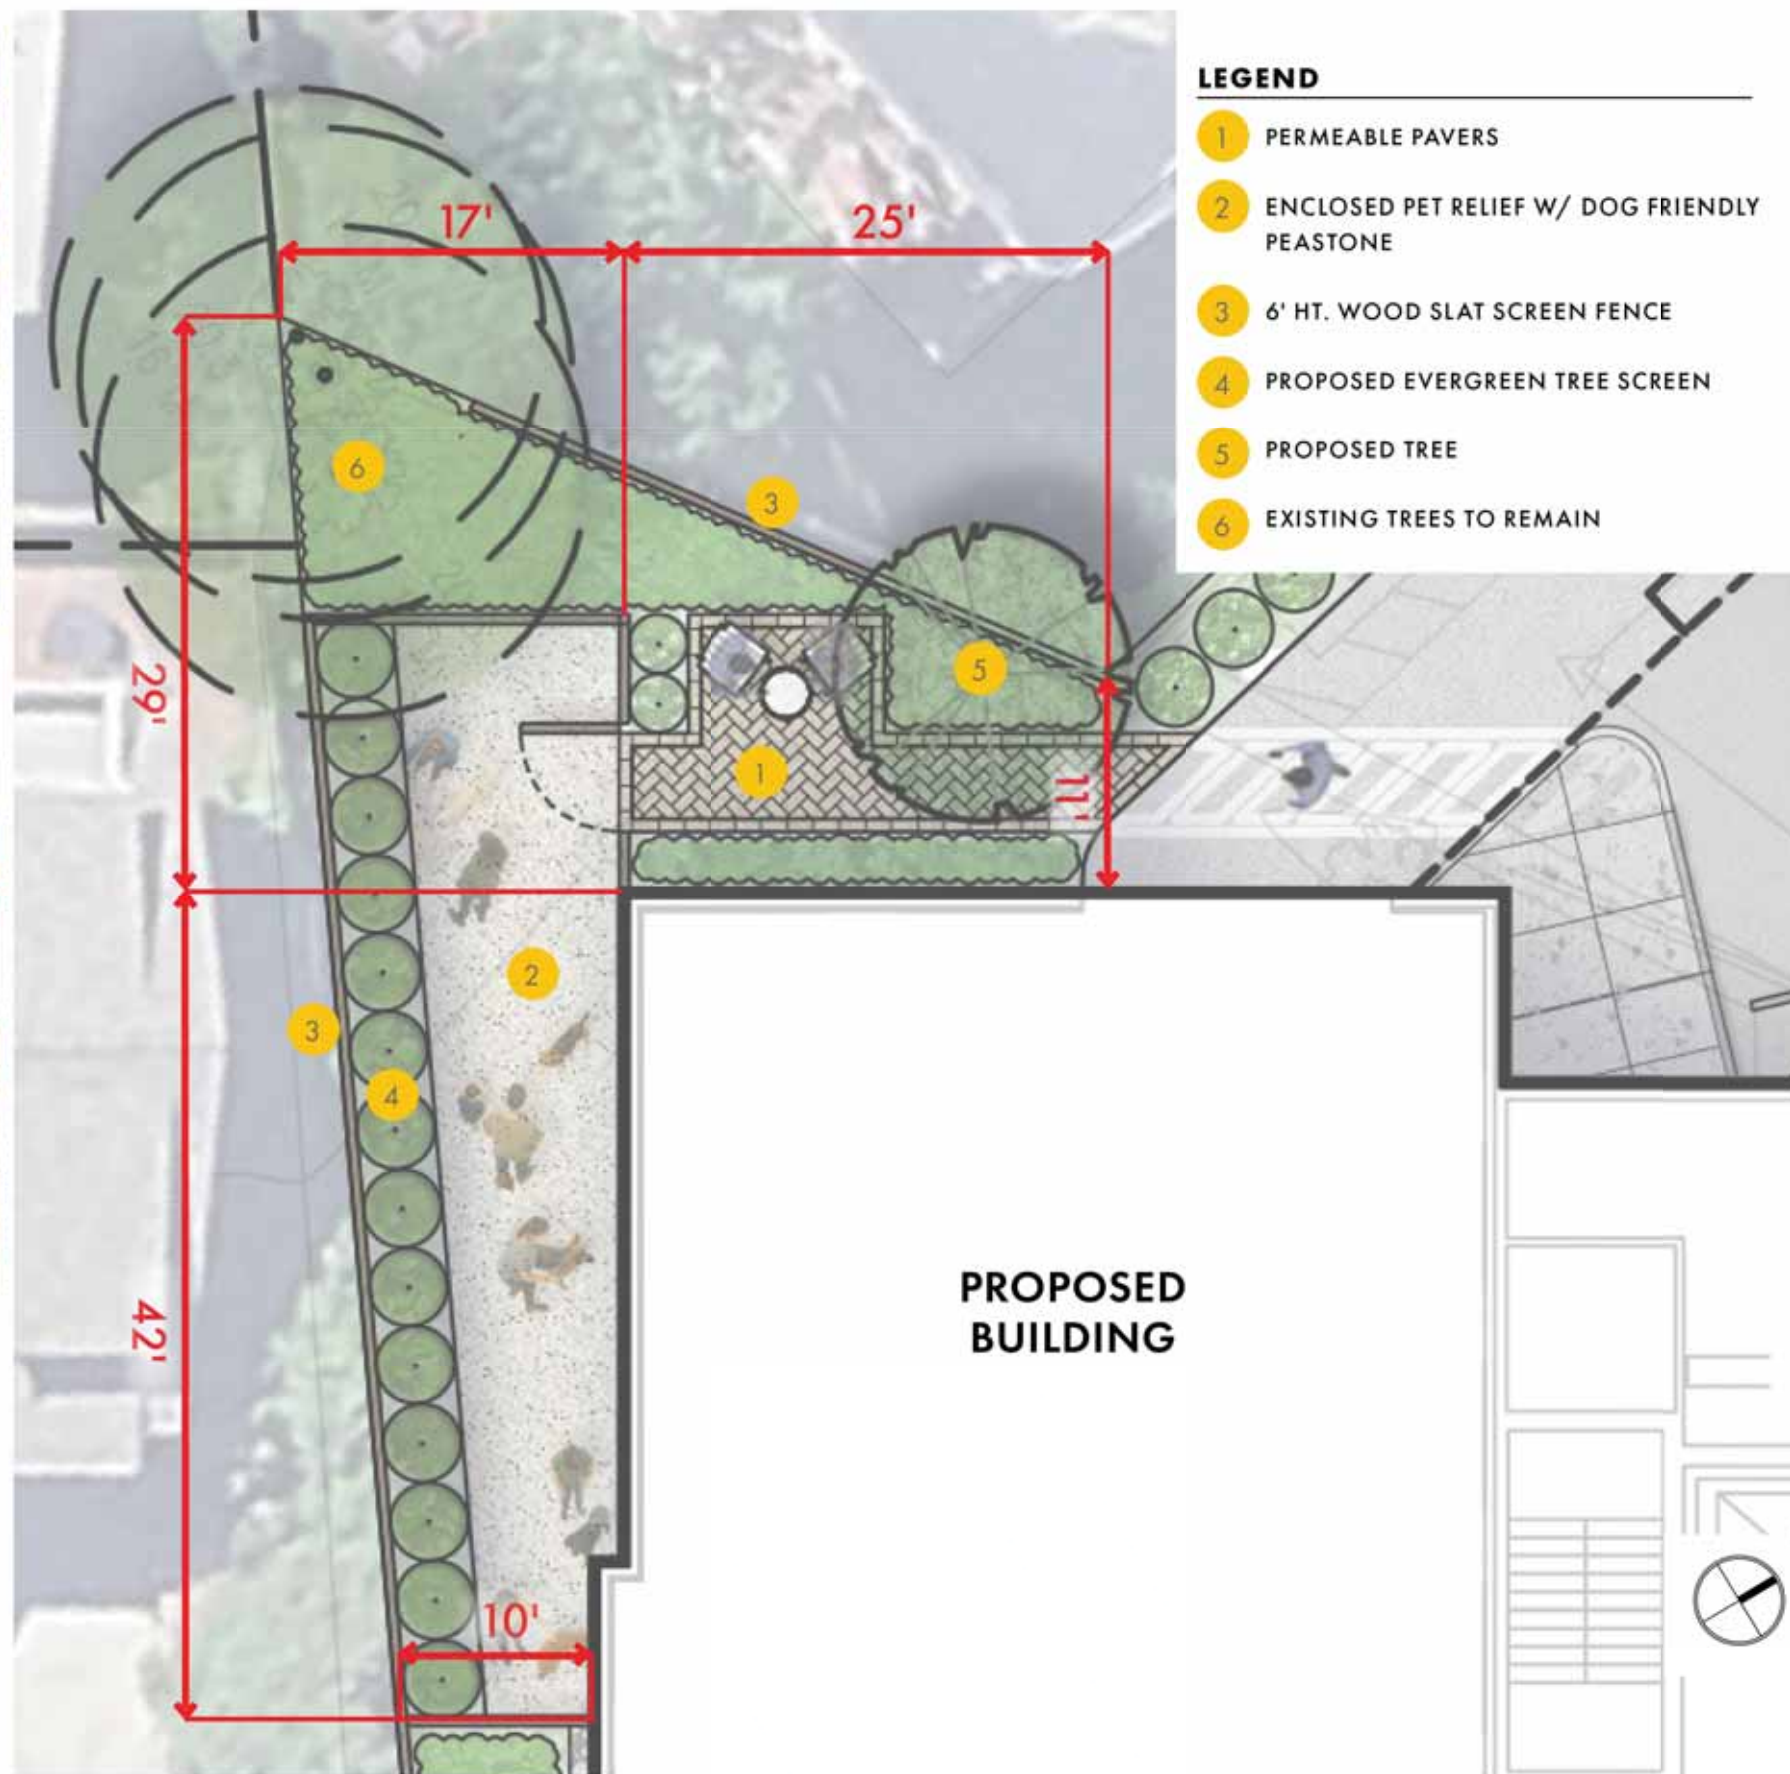 LEGEND
1 PERMEABLE PAVERS
2 ENCLOSED PET RELIEF W/ DOG FRIENDLY
PEASTONE
3 6' HT. WOOD SLAT SCREEN FENCE
4 PROPOSED EVERGREEN TREE SCREEN
5 PROPOSED TREE
6 EXISTING TREES TO REMAIN
17'
25'
6
3
29'
5
1
11'
2
3
4
42'
PROPOSED
BUILDING
10'